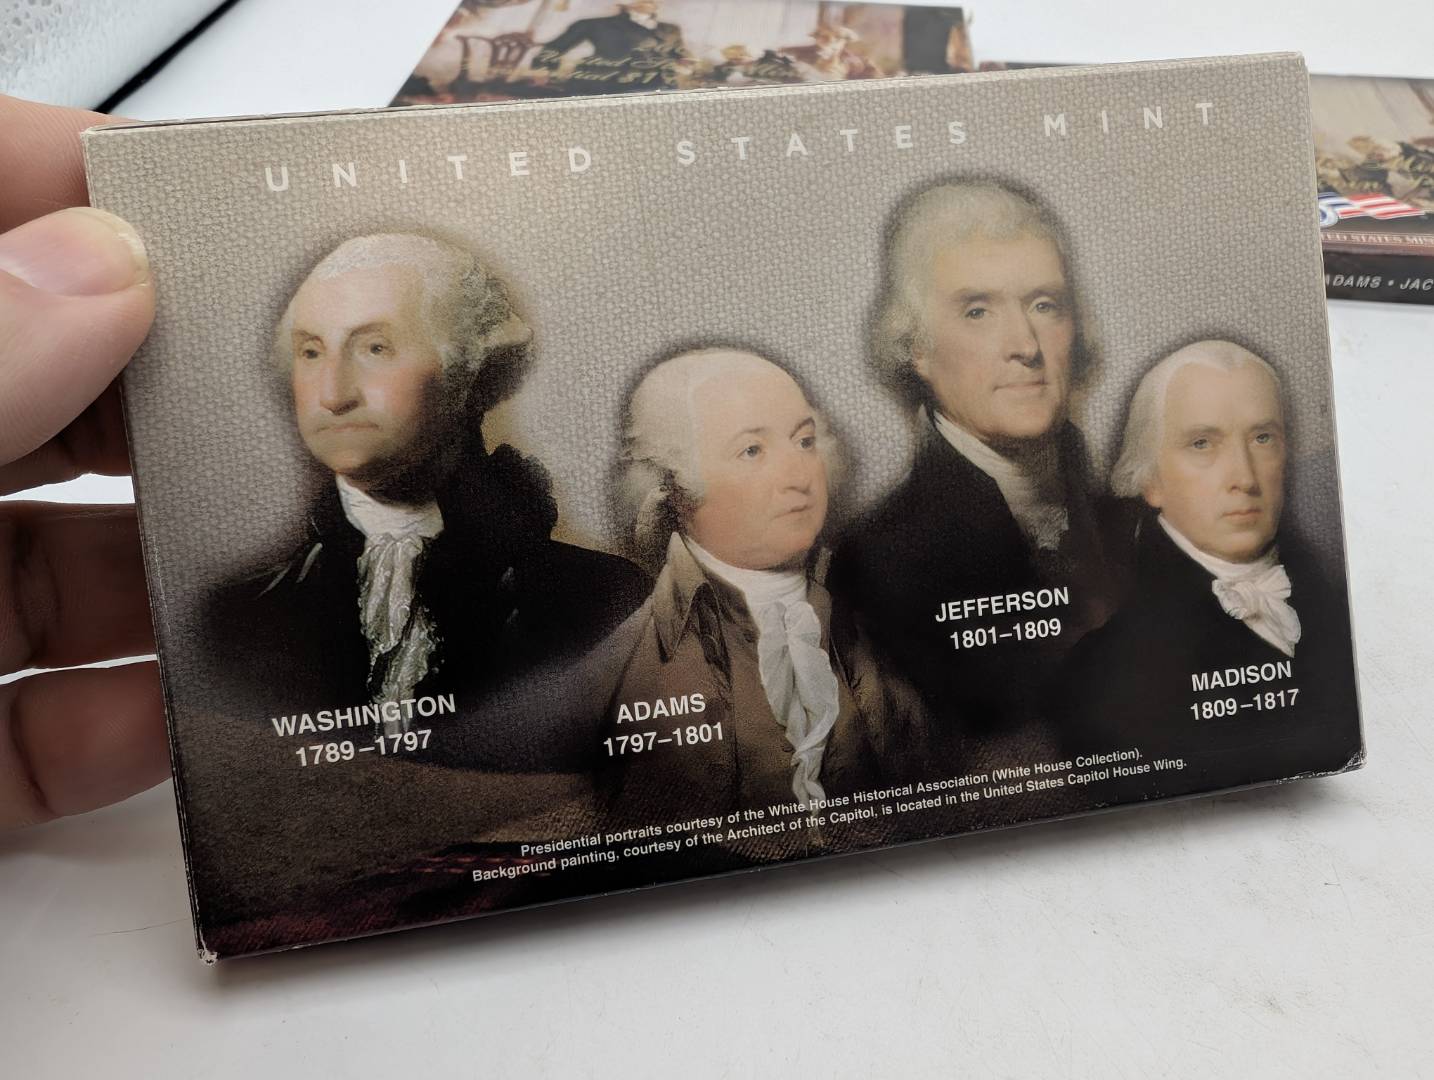 UNITED STATES MINT
WASHINGTON
1789–1797
ADAMS
1797–1801
JEFFERSON
1801–1809
MADISON
1809–1817
Presidential portraits courtesy of the White House Historical Association (White House Collection).
Background painting, courtesy of the Architect of the Capitol, is located in the United States Capitol House Wing.
STATES
ADAMS • JAC